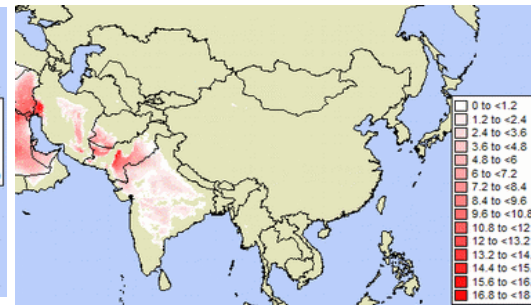 0 to <1.2
1.2 to <2.4
2.4 to <3.6
3.6 to <4.8
4.8 to <6
6 to <7.2
7.2 to <8.4
8.4 to <9.6
9.6 to <10.8
10.8 to <12
12 to <13.2
13.2 to <14.
14.4 to <15.
15.6 to <16.
16.8 to <18.